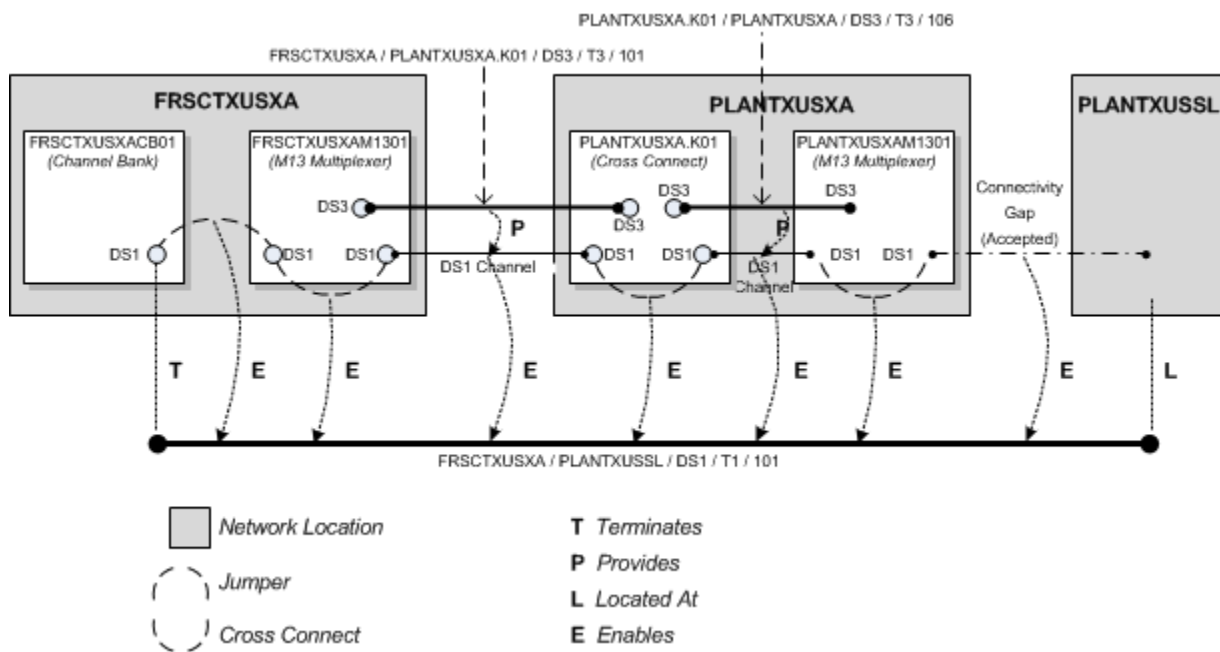 PLANTXUSXA.K01 / PLANTXUSXA / DS3 / T3 / 106
FRSCTXUSXA / PLANTXUSXA.K01 / DS3 / T3 / 101
FRSCTXUSXA
PLANTXUSXA
PLANTXUSSL
FRSCTXUSXACB01
(Channel Bank)
FRSCTXUSXAM1301
(M13 Multiplexer)
PLANTXUSXA.K01
(Cross Connect)
PLANTXUSXAM1301
(M13 Multiplexer)
DS3
DS3
DS3
DS3
P
P
Connectivity
Gap
(Accepted)
DS1
DS1
DS1
DS1 Channel
DS1
DS1
DS1
Channel
DS1
DS1
T
E
E
E
E
E
E
E
L
FRSCTXUSXA / PLANTXUSSL / DS1 / T1 / 101
Network Location
Jumper
Cross Connect
T Terminates
P Provides
L Located At
E Enables